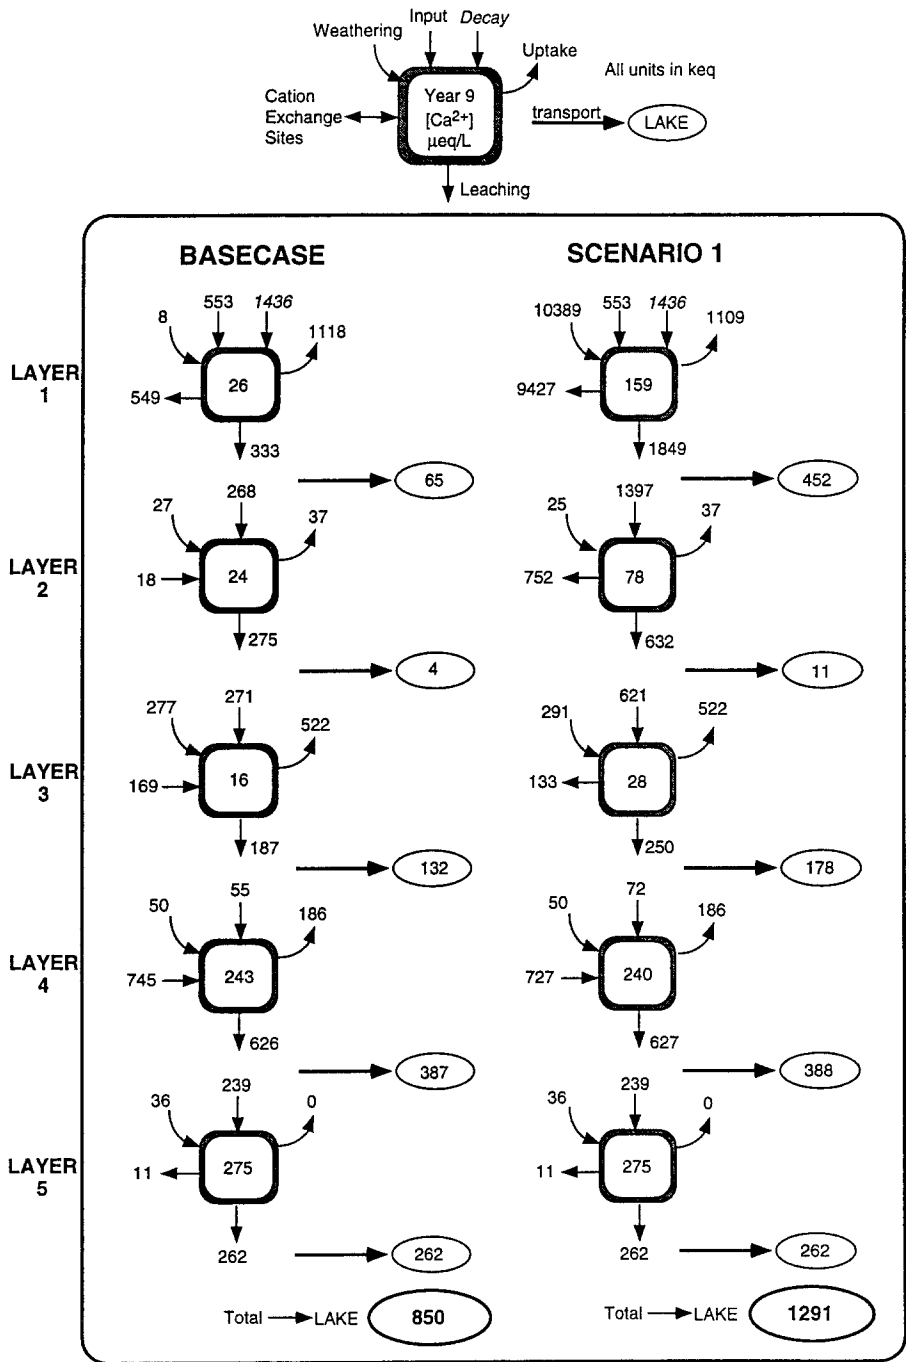 Input Decay
Weathering
Uptake
All units in keq
Year 9
[Ca²⁺]
µeq/L
Cation
Exchange
Sites
transport
LAKE
Leaching
BASECASE SCENARIO 1
553 1436 553 1436
8 1118 10389 1109
LAYER
1
26 159
549 9427
333 1849
65 452
268 1397
27 37 25 37
LAYER
2
24 78
18 752
275 632
4 11
271 621
277 522 291 522
LAYER
3
16 28
169 133
187 250
132 178
55 72
50 186 50 186
LAYER
4
243 240
745 727
626 627
387 388
239 239
36 0 36 0
LAYER
5
275 275
11 11
262 262 262 262
Total LAKE 850 Total LAKE 1291